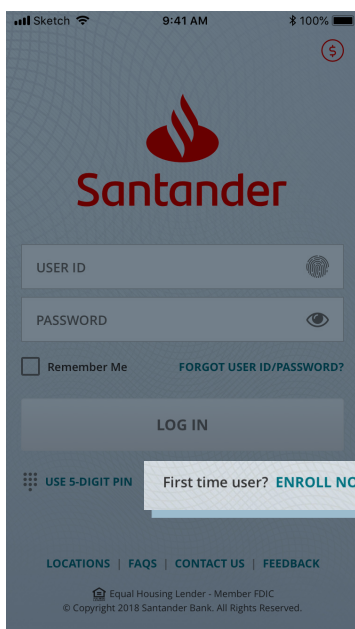 Sketch 9:41 AM 100%
$
Santander
USER ID
PASSWORD
Remember Me FORGOT USER ID/PASSWORD?
LOG IN
USE 5-DIGIT PIN First time user? ENROLL NO
LOCATIONS | FAQS | CONTACT US | FEEDBACK
Equal Housing Lender - Member FDIC
© Copyright 2018 Santander Bank. All Rights Reserved.